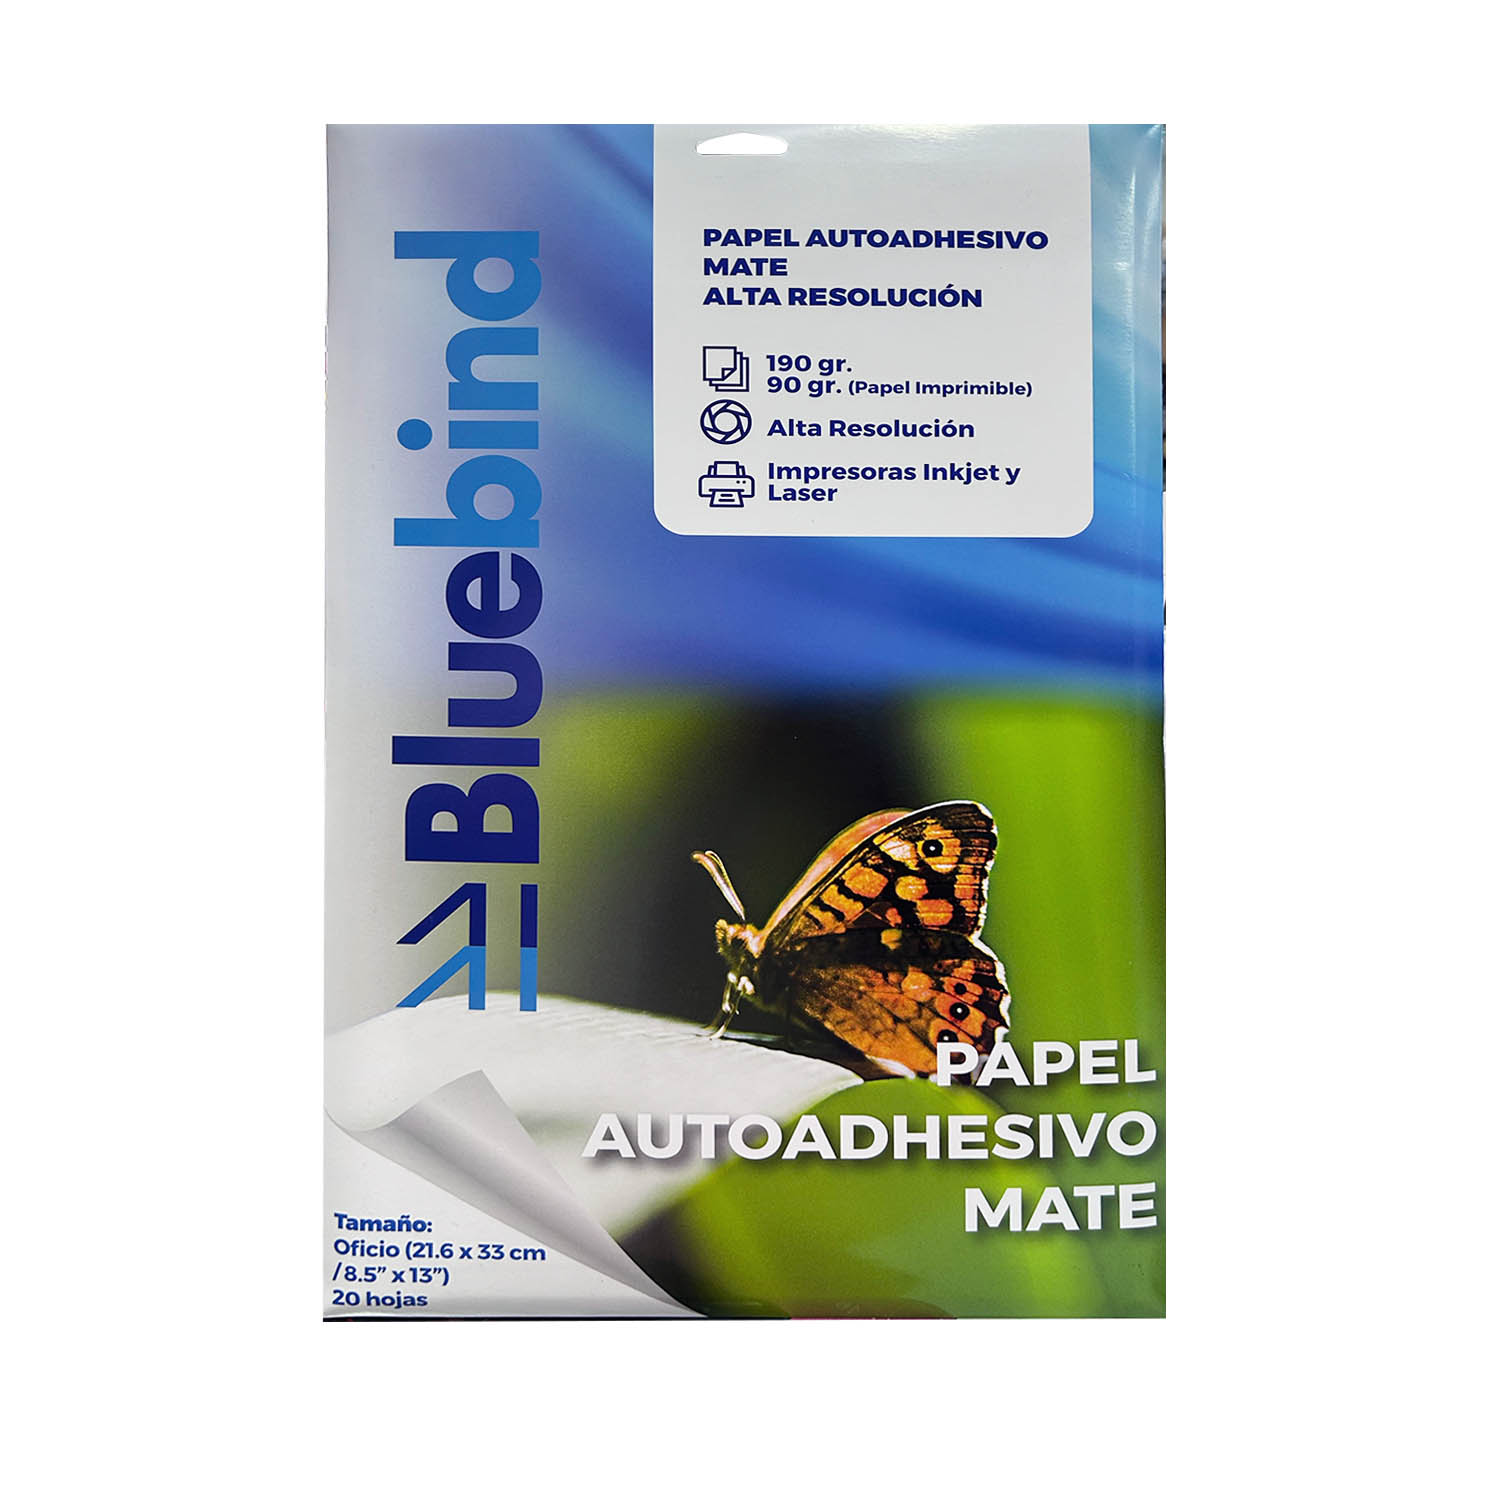 Bluebind
PAPEL AUTOADHESIVO
MATE
ALTA RESOLUCIÓN
190 gr.
90 gr. (Papel Imprimible)
Alta Resolución
Impresoras Inkjet y
Laser
PAPEL
AUTOADHESIVO
MATE
Tamaño:
Oficio (21.6 x 33 cm
/8.5” x 13”)
20 hojas